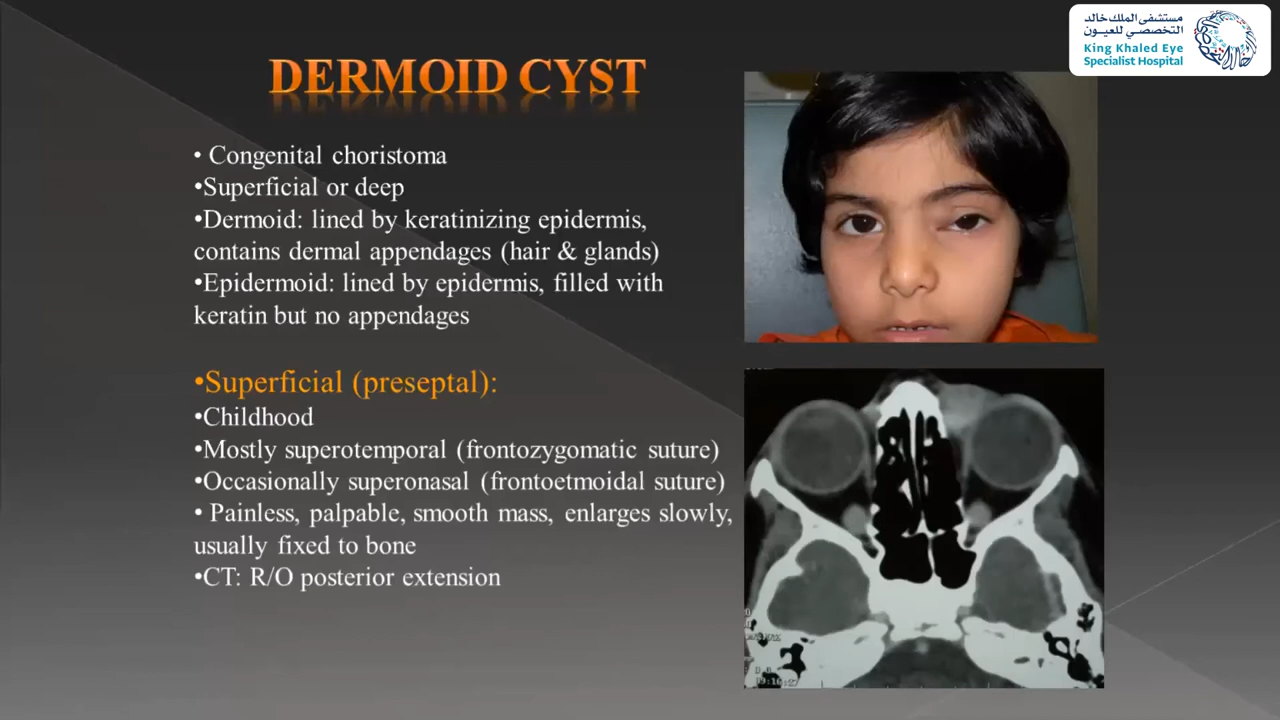 مستشفى الملك خالد
التخصصي للعيون
King Khaled Eye
Specialist Hospital
DERMOID CYST
• Congenital choristoma
•Superficial or deep
•Dermoid: lined by keratinizing epidermis,
contains dermal appendages (hair & glands)
•Epidermoid: lined by epidermis, filled with
keratin but no appendages
•Superficial (preseptal):
•Childhood
•Mostly superotemporal (frontozygomatic suture)
•Occasionally superonasal (frontoetmoidal suture)
• Painless, palpable, smooth mass, enlarges slowly,
usually fixed to bone
•CT: R/O posterior extension